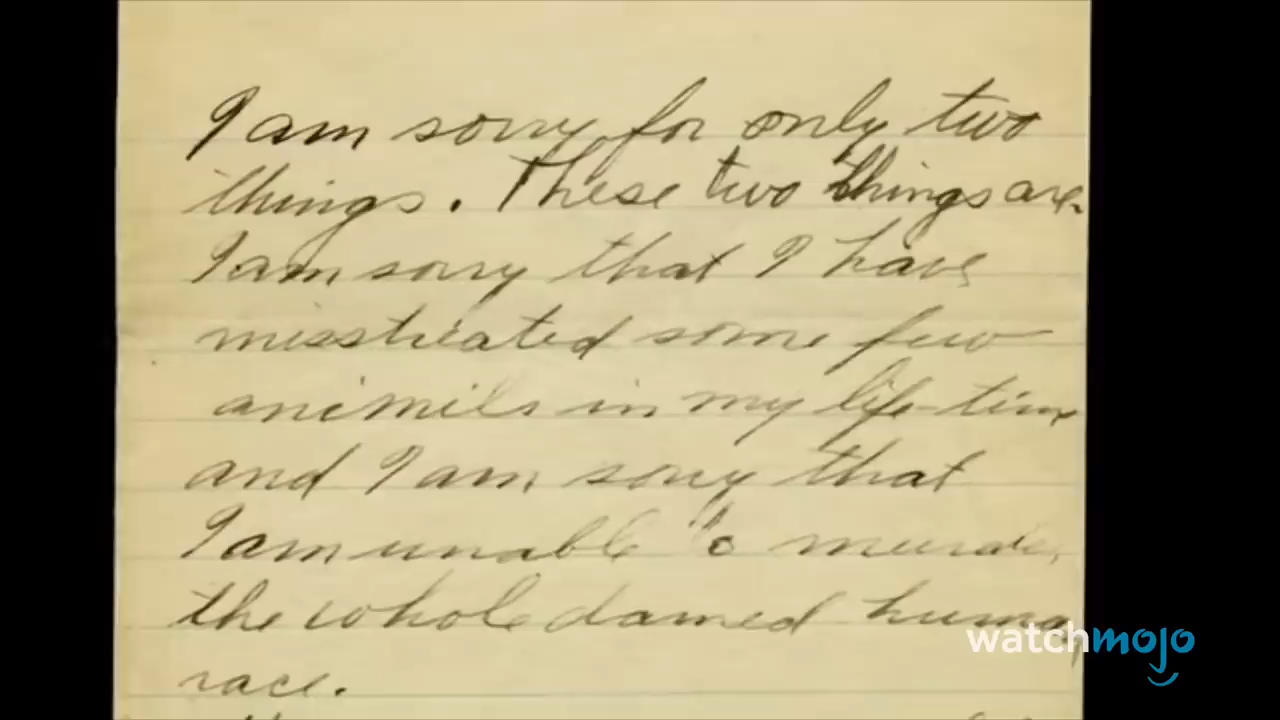 I am sorry for only two
things. These two things are
I am sorry that I have
misstreated some few
animils in my life-time
and I am sorry that
I am unable to murder
the whole damed human
race.
watchmojo